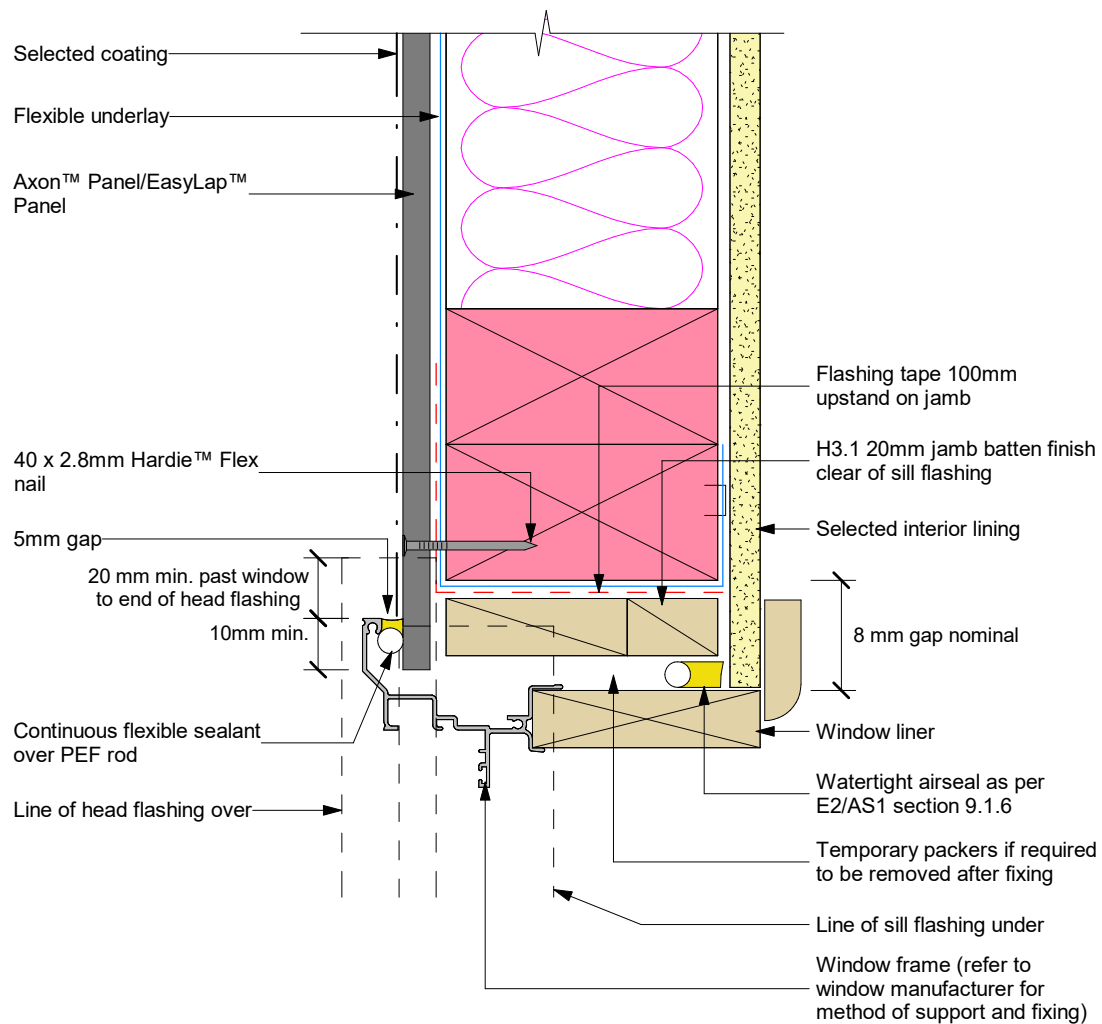 Selected coating
Flexible underlay
Axon™ Panel/EasyLap™
Panel
40 x 2.8mm Hardie™ Flex
nail
5mm gap
20 mm min. past window
to end of head flashing
10mm min.
Continuous flexible sealant
over PEF rod
Line of head flashing over
Flashing tape 100mm
upstand on jamb
H3.1 20mm jamb batten finish
clear of sill flashing
Selected interior lining
8 mm gap nominal
Window liner
Watertight airseal as per
E2/AS1 section 9.1.6
Temporary packers if required
to be removed after fixing
Line of sill flashing under
Window frame (refer to
window manufacturer for
method of support and fixing)